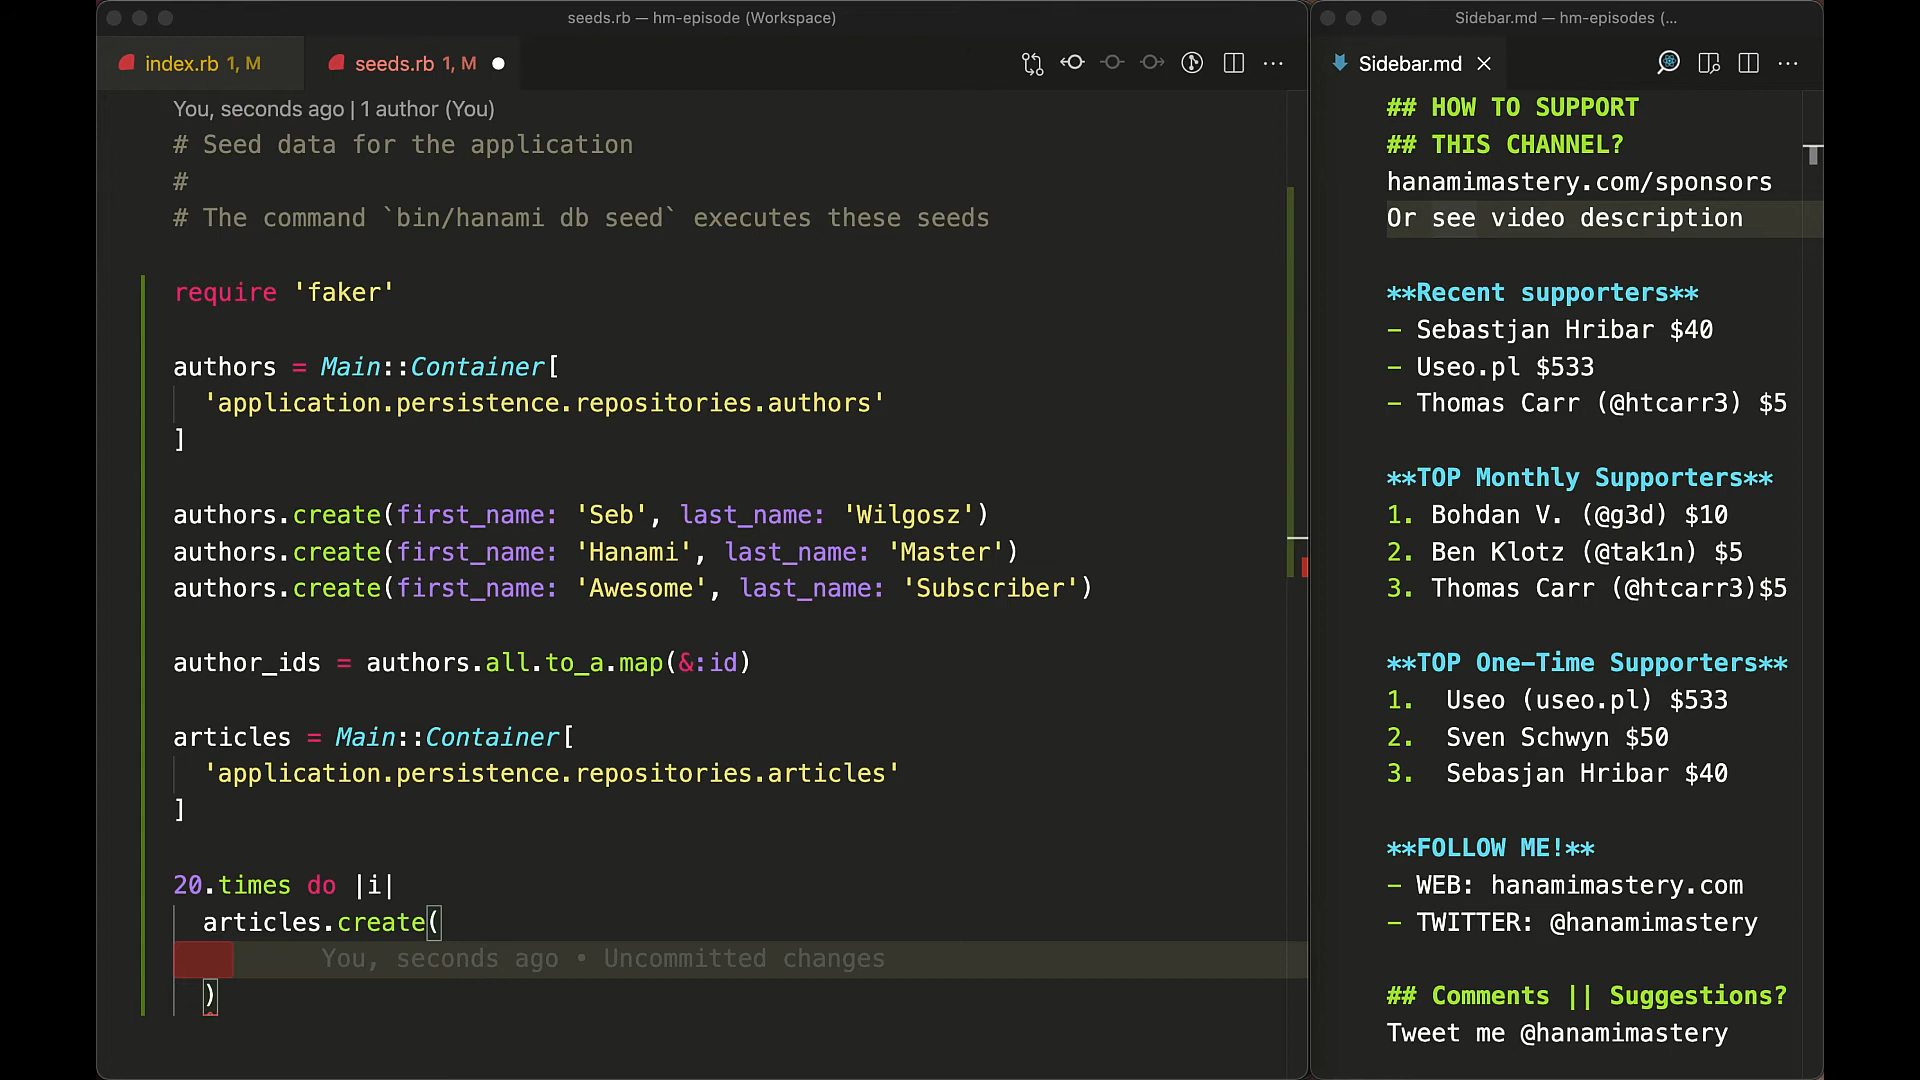 seeds.rb — hm-episode (Workspace)
index.rb 1, M
seeds.rb 1, M
You, seconds ago | 1 author (You)
# Seed data for the application
#
# The command `bin/hanami db seed` executes these seeds
require 'faker'
authors = Main::Container[
'application.persistence.repositories.authors'
]
authors.create(first_name: 'Seb', last_name: 'Wilgosz')
authors.create(first_name: 'Hanami', last_name: 'Master')
authors.create(first_name: 'Awesome', last_name: 'Subscriber')
author_ids = authors.all.to_a.map(&:id)
articles = Main::Container[
'application.persistence.repositories.articles'
]
20.times do |i|
articles.create(
You, seconds ago • Uncommitted changes
)
Sidebar.md — hm-episodes (...
Sidebar.md
## HOW TO SUPPORT
## THIS CHANNEL?
hanamimastery.com/sponsors
Or see video description
**Recent supporters**
- Sebastjan Hribar $40
- Useo.pl $533
- Thomas Carr (@htcarr3) $5
**TOP Monthly Supporters**
1. Bohdan V. (@g3d) $10
2. Ben Klotz (@tak1n) $5
3. Thomas Carr (@htcarr3)$5
**TOP One-Time Supporters**
1. Useo (useo.pl) $533
2. Sven Schwyn $50
3. Sebasjan Hribar $40
**FOLLOW ME!**
- WEB: hanamimastery.com
- TWITTER: @hanamimastery
## Comments || Suggestions?
Tweet me @hanamimastery